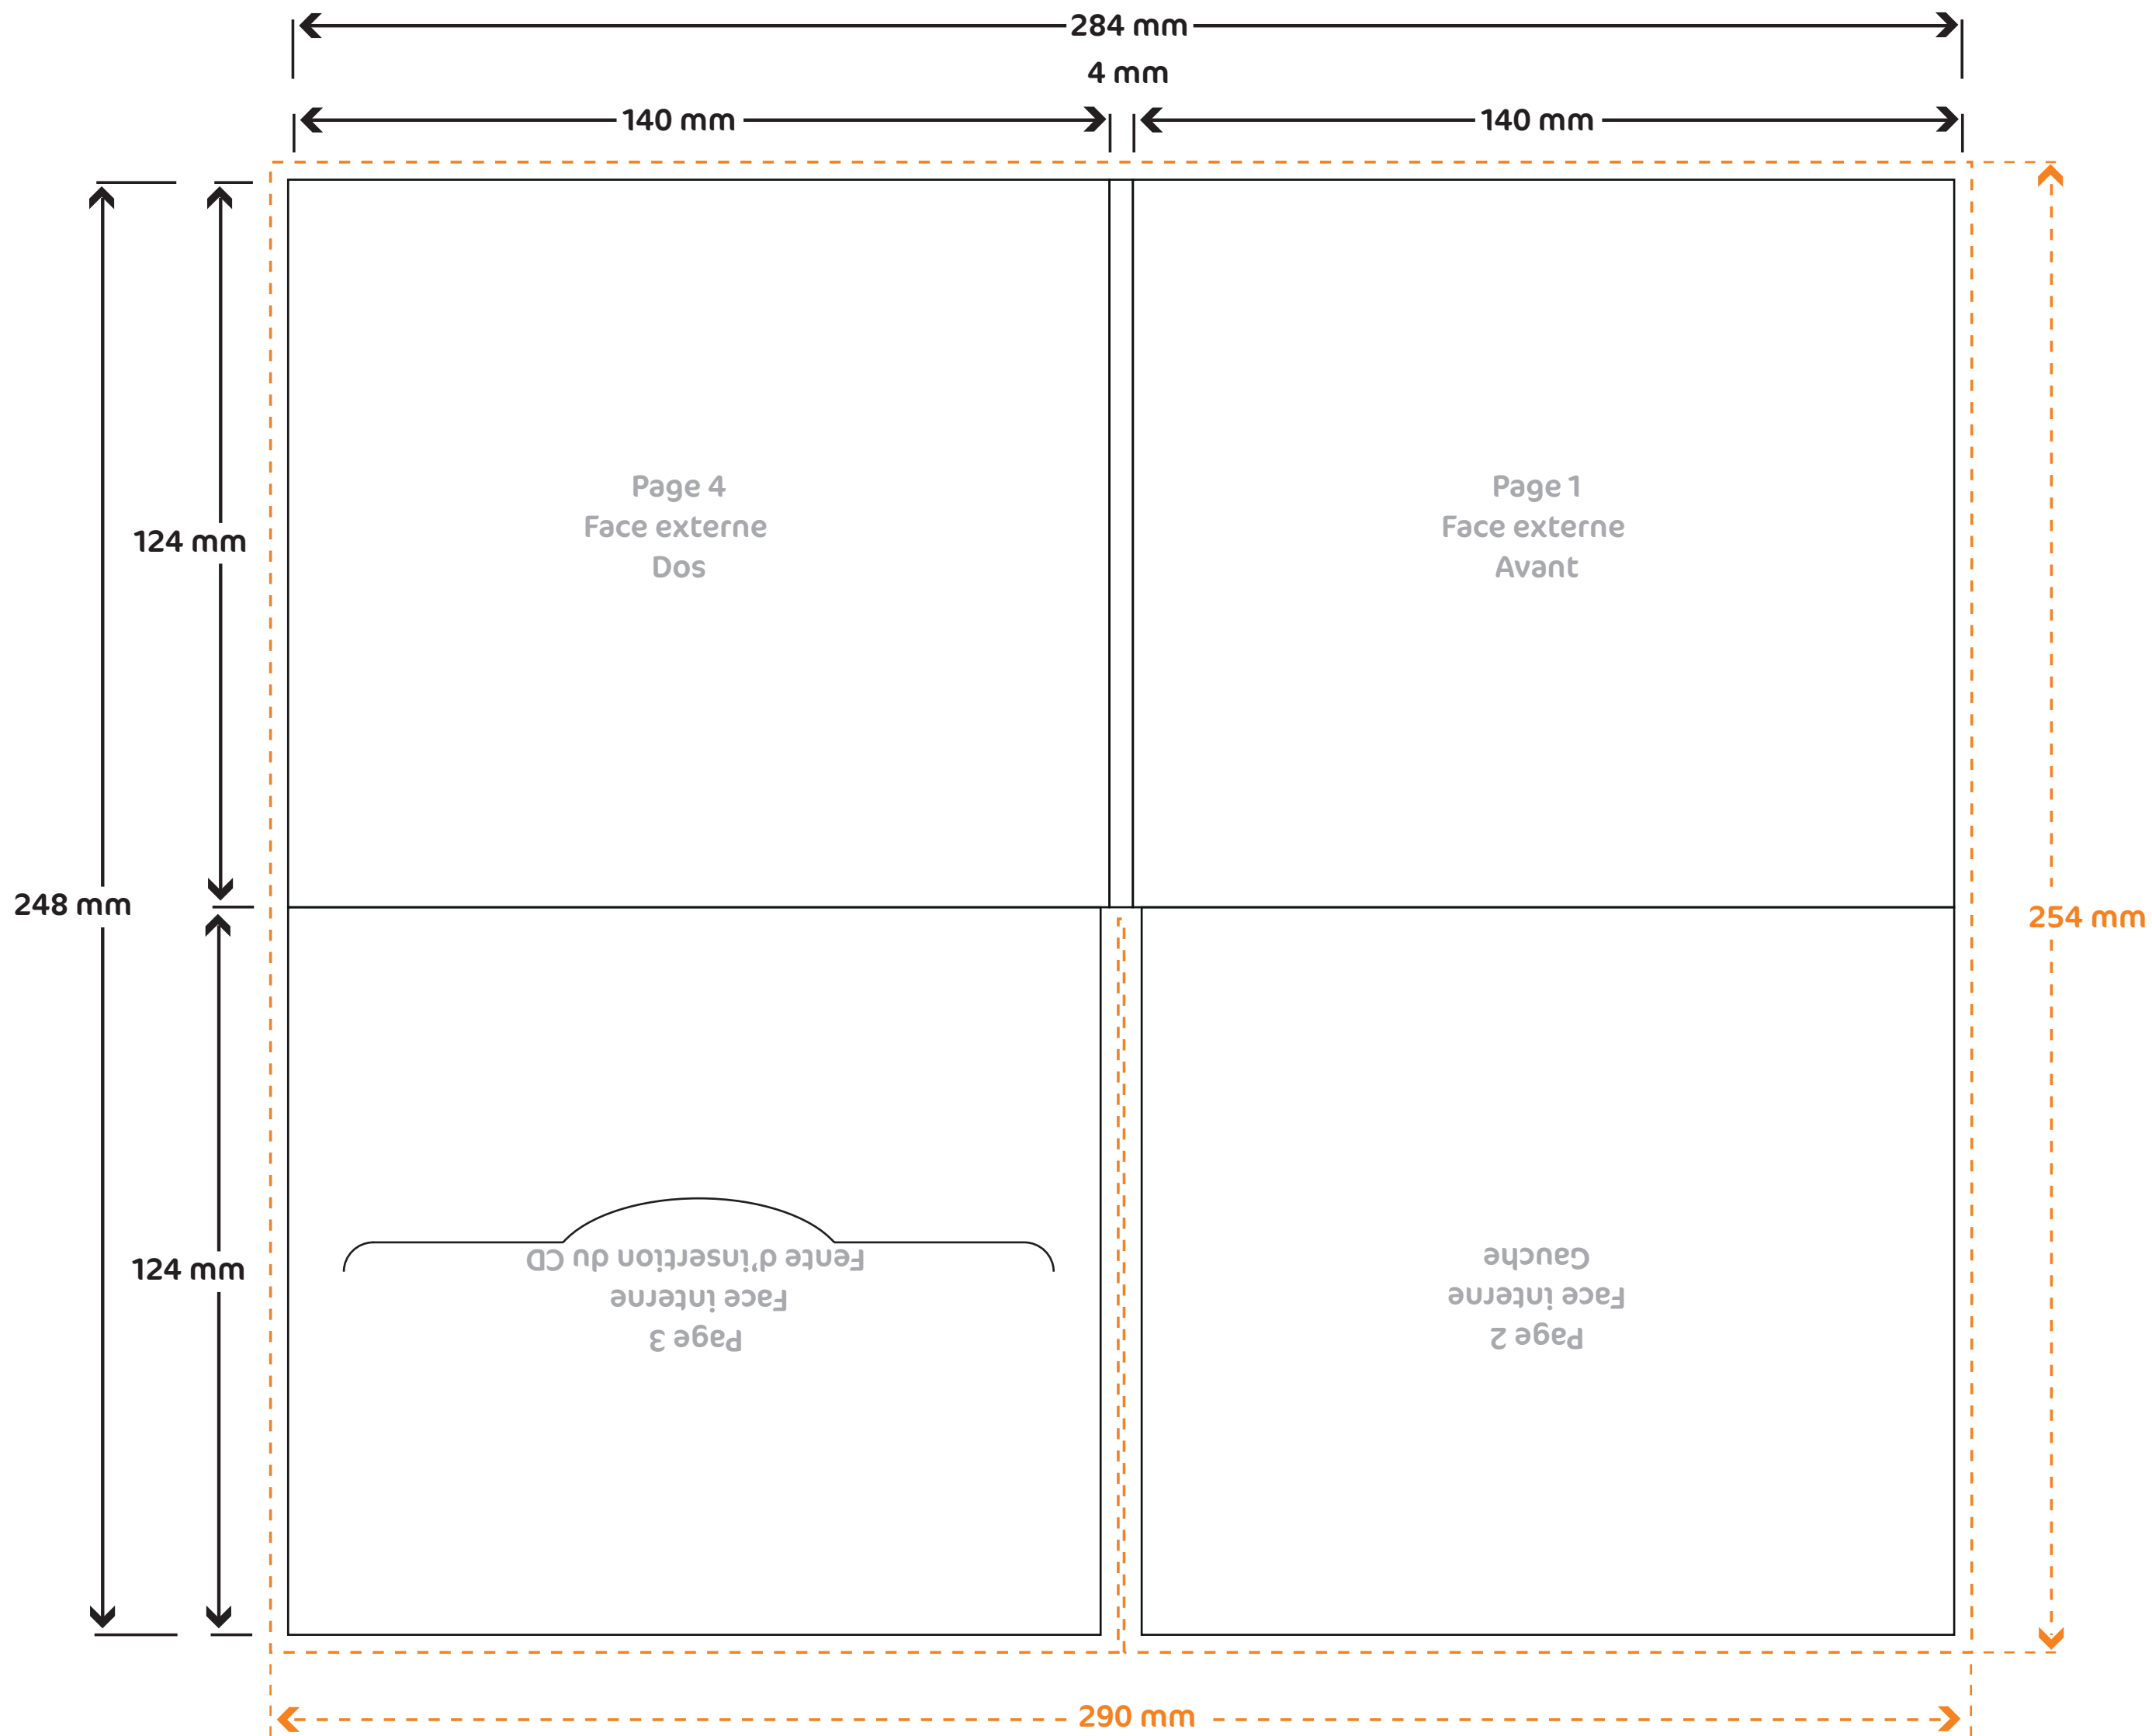 284 mm
4 mm
140 mm
140 mm
Page 4
Face externe
Dos
Page 1
Face externe
Avant
124 mm
248 mm
254 mm
124 mm
Page 3
Face interne
Fente d'insertion du CD
Page 2
Face interne
Gauche
290 mm